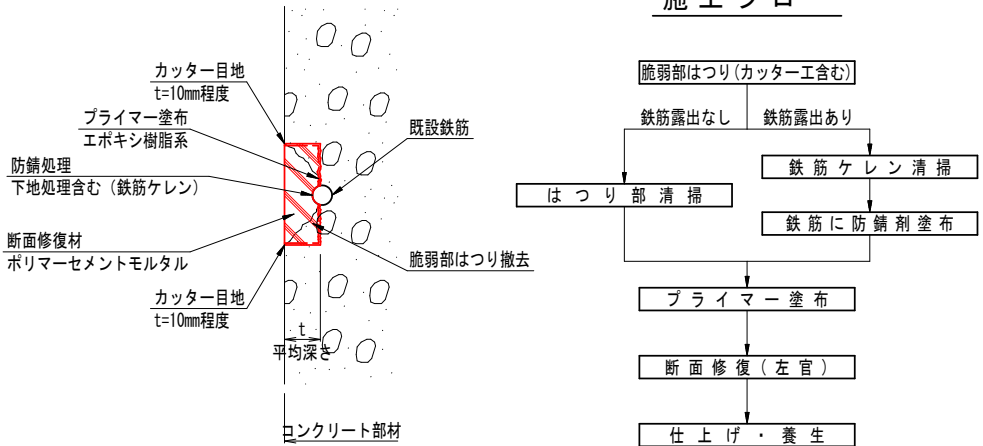 カッター目地
t=10mm程度
プライマー塗布
エポキシ樹脂系
防錆処理
下地処理含む（鉄筋ケレン）
断面修復材
ポリマーセメントモルタル
カッター目地
t=10mm程度
既設鉄筋
脆弱部はつり撤去
t
平均深さ
コンクリート部材
施工フロー
脆弱部はつり(カッター工含む)
鉄筋露出なし
鉄筋露出あり
鉄筋ケレン清掃
はつり部清掃
鉄筋に防錆剤塗布
プライマー塗布
断面修復(左官)
仕上げ・養生